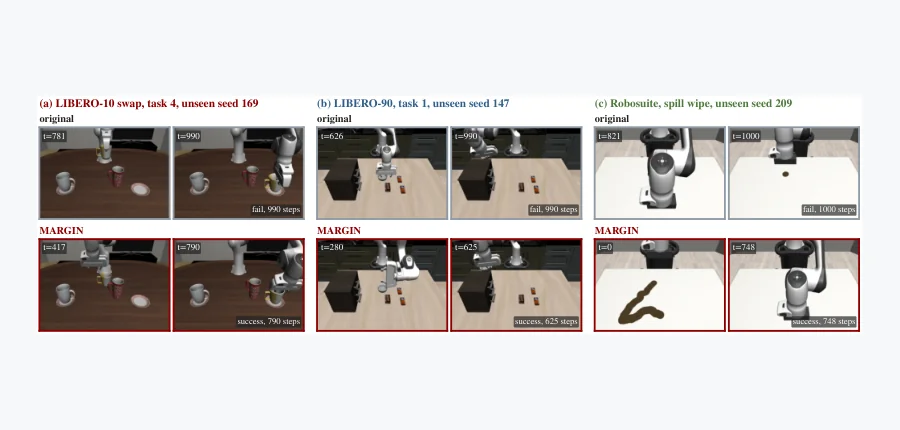 (a) LIBERO-10 swap, task 4, unseen seed 169
original
t=781
t=990
fail, 990 steps
MARGIN
t=417
t=790
success, 790 steps
(b) LIBERO-90, task 1, unseen seed 147
original
t=626
t=990
fail, 990 steps
MARGIN
t=280
t=625
success, 625 steps
(c) Robosuite, spill wipe, unseen seed 209
original
t=821
t=1000
fail, 1000 steps
MARGIN
t=0
t=748
success, 748 steps